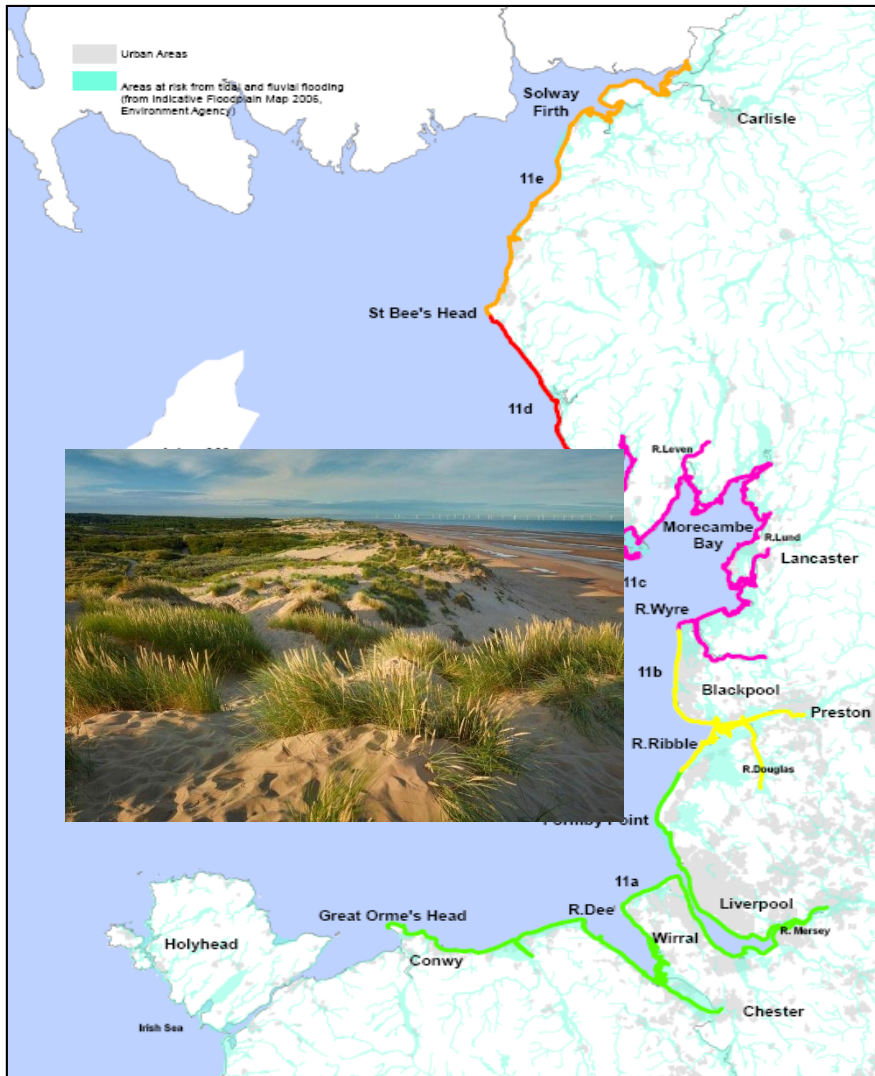 Urban Areas
Areas at risk from tidal and fluvial flooding
(from Indicative Floodplain Map 2006,
Environment Agency)
Solway
Firth
Carlisle
11e
St Bee's Head
11d
R.Leven
Morecambe
Bay
R.Lund
Lancaster
11c
R.Wyre
11b
Blackpool
Preston
R.Ribble
R.Douglas
Formby Point
11a
Liverpool
R.Dee
Great Orme's Head
R. Mersey
Wirral
Holyhead
Conwy
Chester
Irish Sea